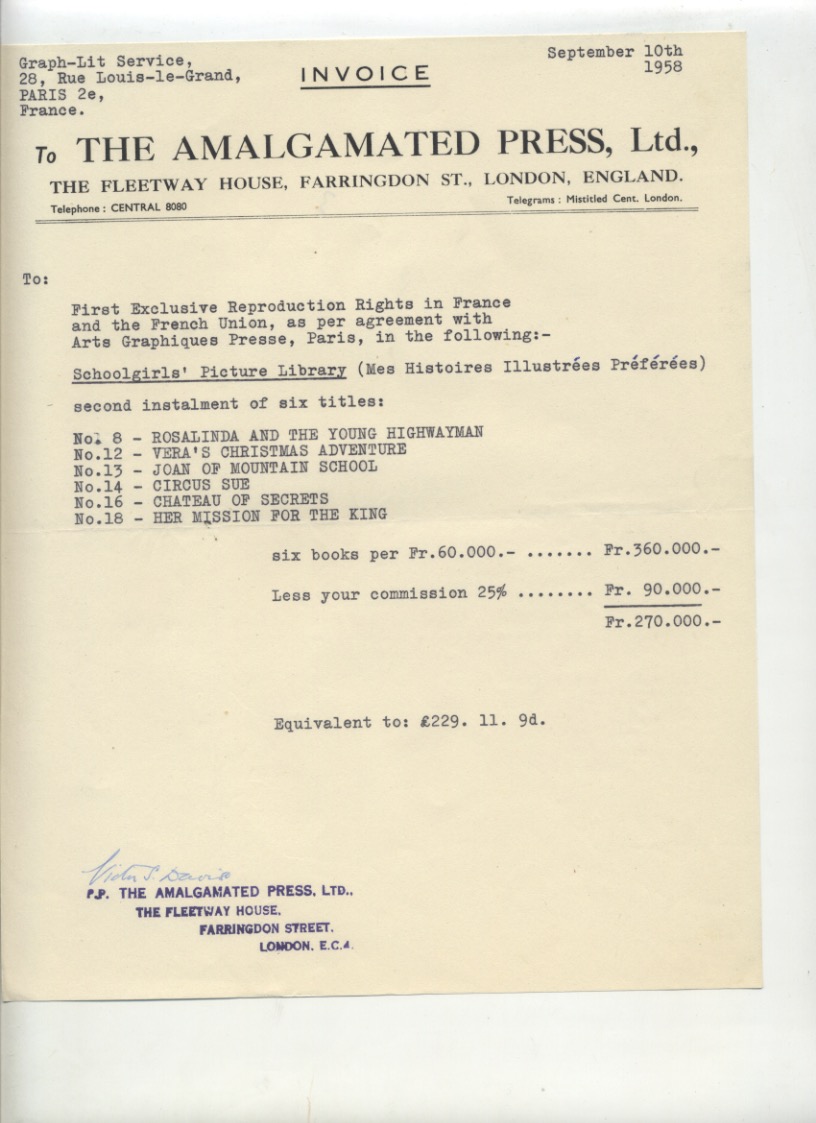 Graph-Lit Service,
28, Rue Louis-le-Grand,
PARIS 2e,
France.
INVOICE
September 10th
1958
To THE AMALGAMATED PRESS, Ltd.,
THE FLEETWAY HOUSE, FARRINGDON ST., LONDON, ENGLAND.
Telephone : CENTRAL 8080
Telegrams : Mistitled Cent. London.
To:
First Exclusive Reproduction Rights in France
and the French Union, as per agreement with
Arts Graphiques Presse, Paris, in the following:-
Schoolgirls' Picture Library (Mes Histoires Illustrées Préférées)
second instalment of six titles:
No. 8 - ROSALINDA AND THE YOUNG HIGHWAYMAN
No.12 - VERA'S CHRISTMAS ADVENTURE
No.13 - JOAN OF MOUNTAIN SCHOOL
No.14 - CIRCUS SUE
No.16 - CHATEAU OF SECRETS
No.18 - HER MISSION FOR THE KING
six books per Fr.60.000.- ....... Fr.360.000.-
Less your commission 25% ........ Fr. 90.000.-
Fr.270.000.-
Equivalent to: £229. 11. 9d.
Victor S. Davis
P.P. THE AMALGAMATED PRESS, LTD.,
THE FLEETWAY HOUSE,
FARRINGDON STREET,
LONDON, E.C.4.